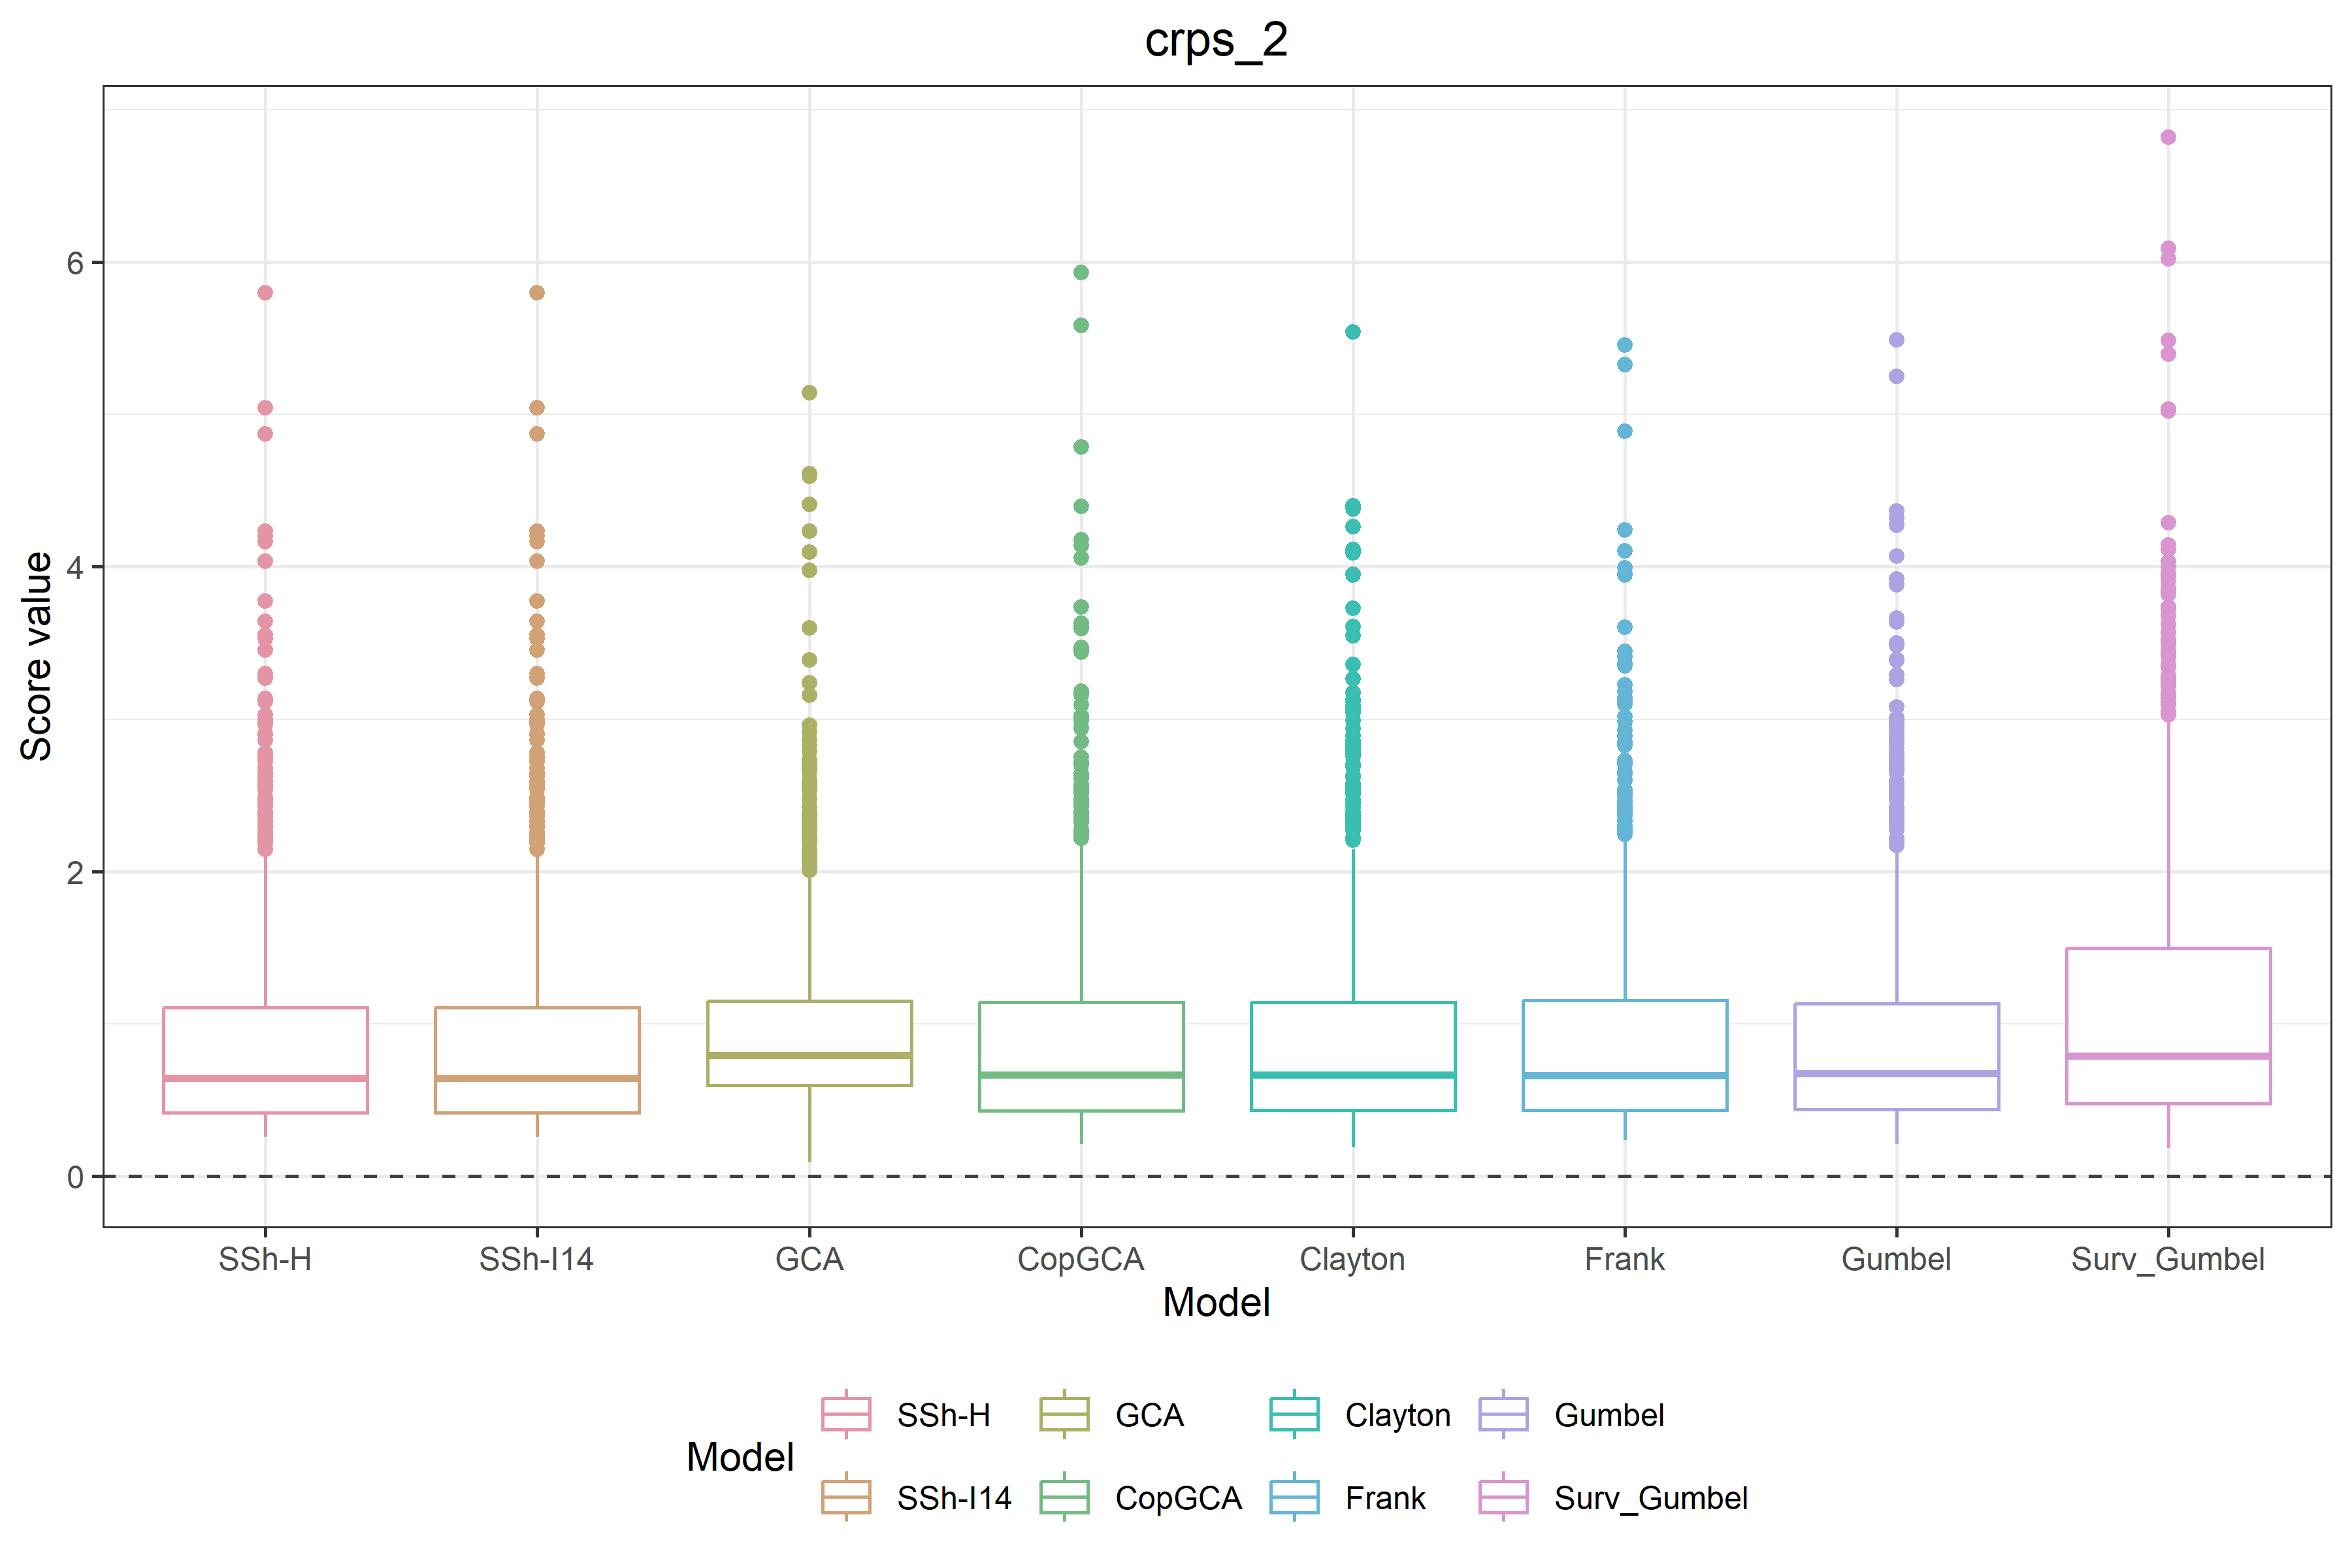 crps_2
Score value
6
4
2
0
SSh-H SSh-I14 GCA CopGCA Clayton Frank Gumbel Surv_Gumbel
Model
Model
SSh-H GCA Clayton Gumbel
SSh-I14 CopGCA Frank Surv_Gumbel